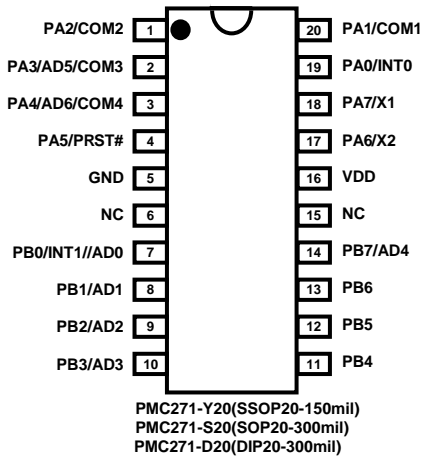 PA2/COM2 1 20 PA1/COM1
PA3/AD5/COM3 2 19 PA0/INT0
PA4/AD6/COM4 3 18 PA7/X1
PA5/PRST# 4 17 PA6/X2
GND 5 16 VDD
NC 6 15 NC
PB0/INT1//AD0 7 14 PB7/AD4
PB1/AD1 8 13 PB6
PB2/AD2 9 12 PB5
PB3/AD3 10 11 PB4
PMC271-Y20(SSOP20-150mil)
PMC271-S20(SOP20-300mil)
PMC271-D20(DIP20-300mil)